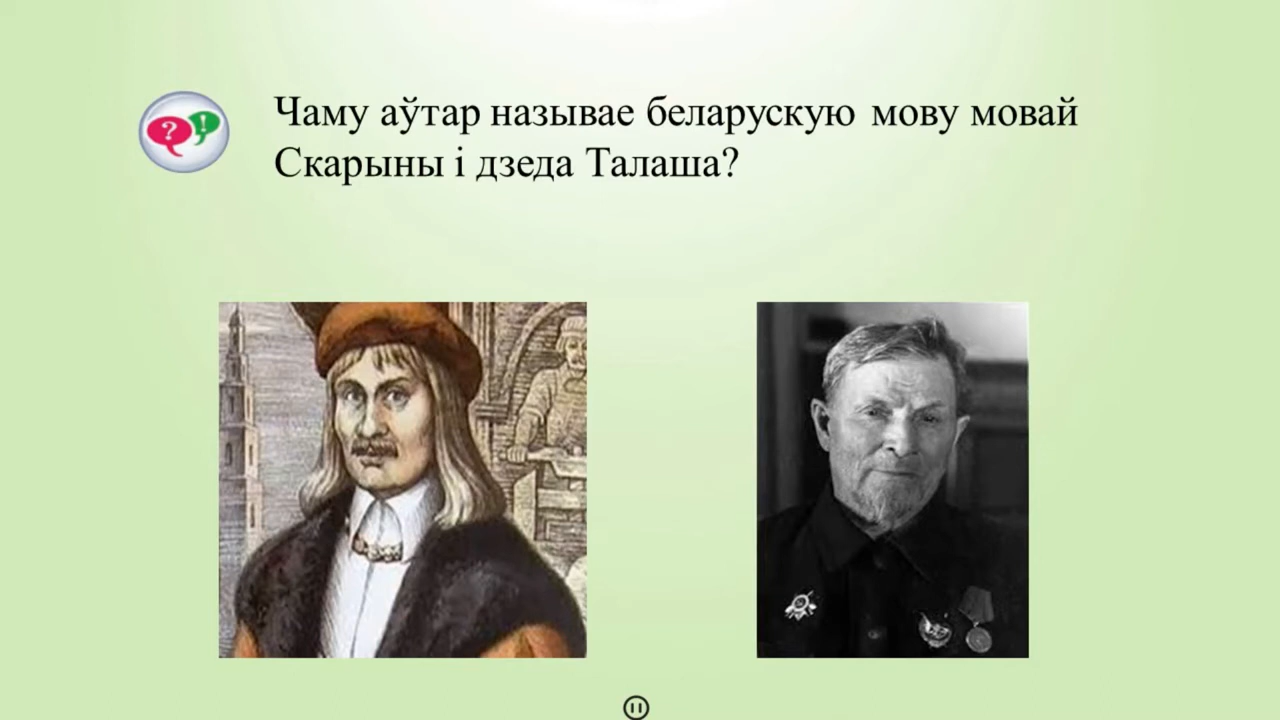 Чаму аўтар называе беларускую мову мовай
Скарыны і дзеда Талаша?